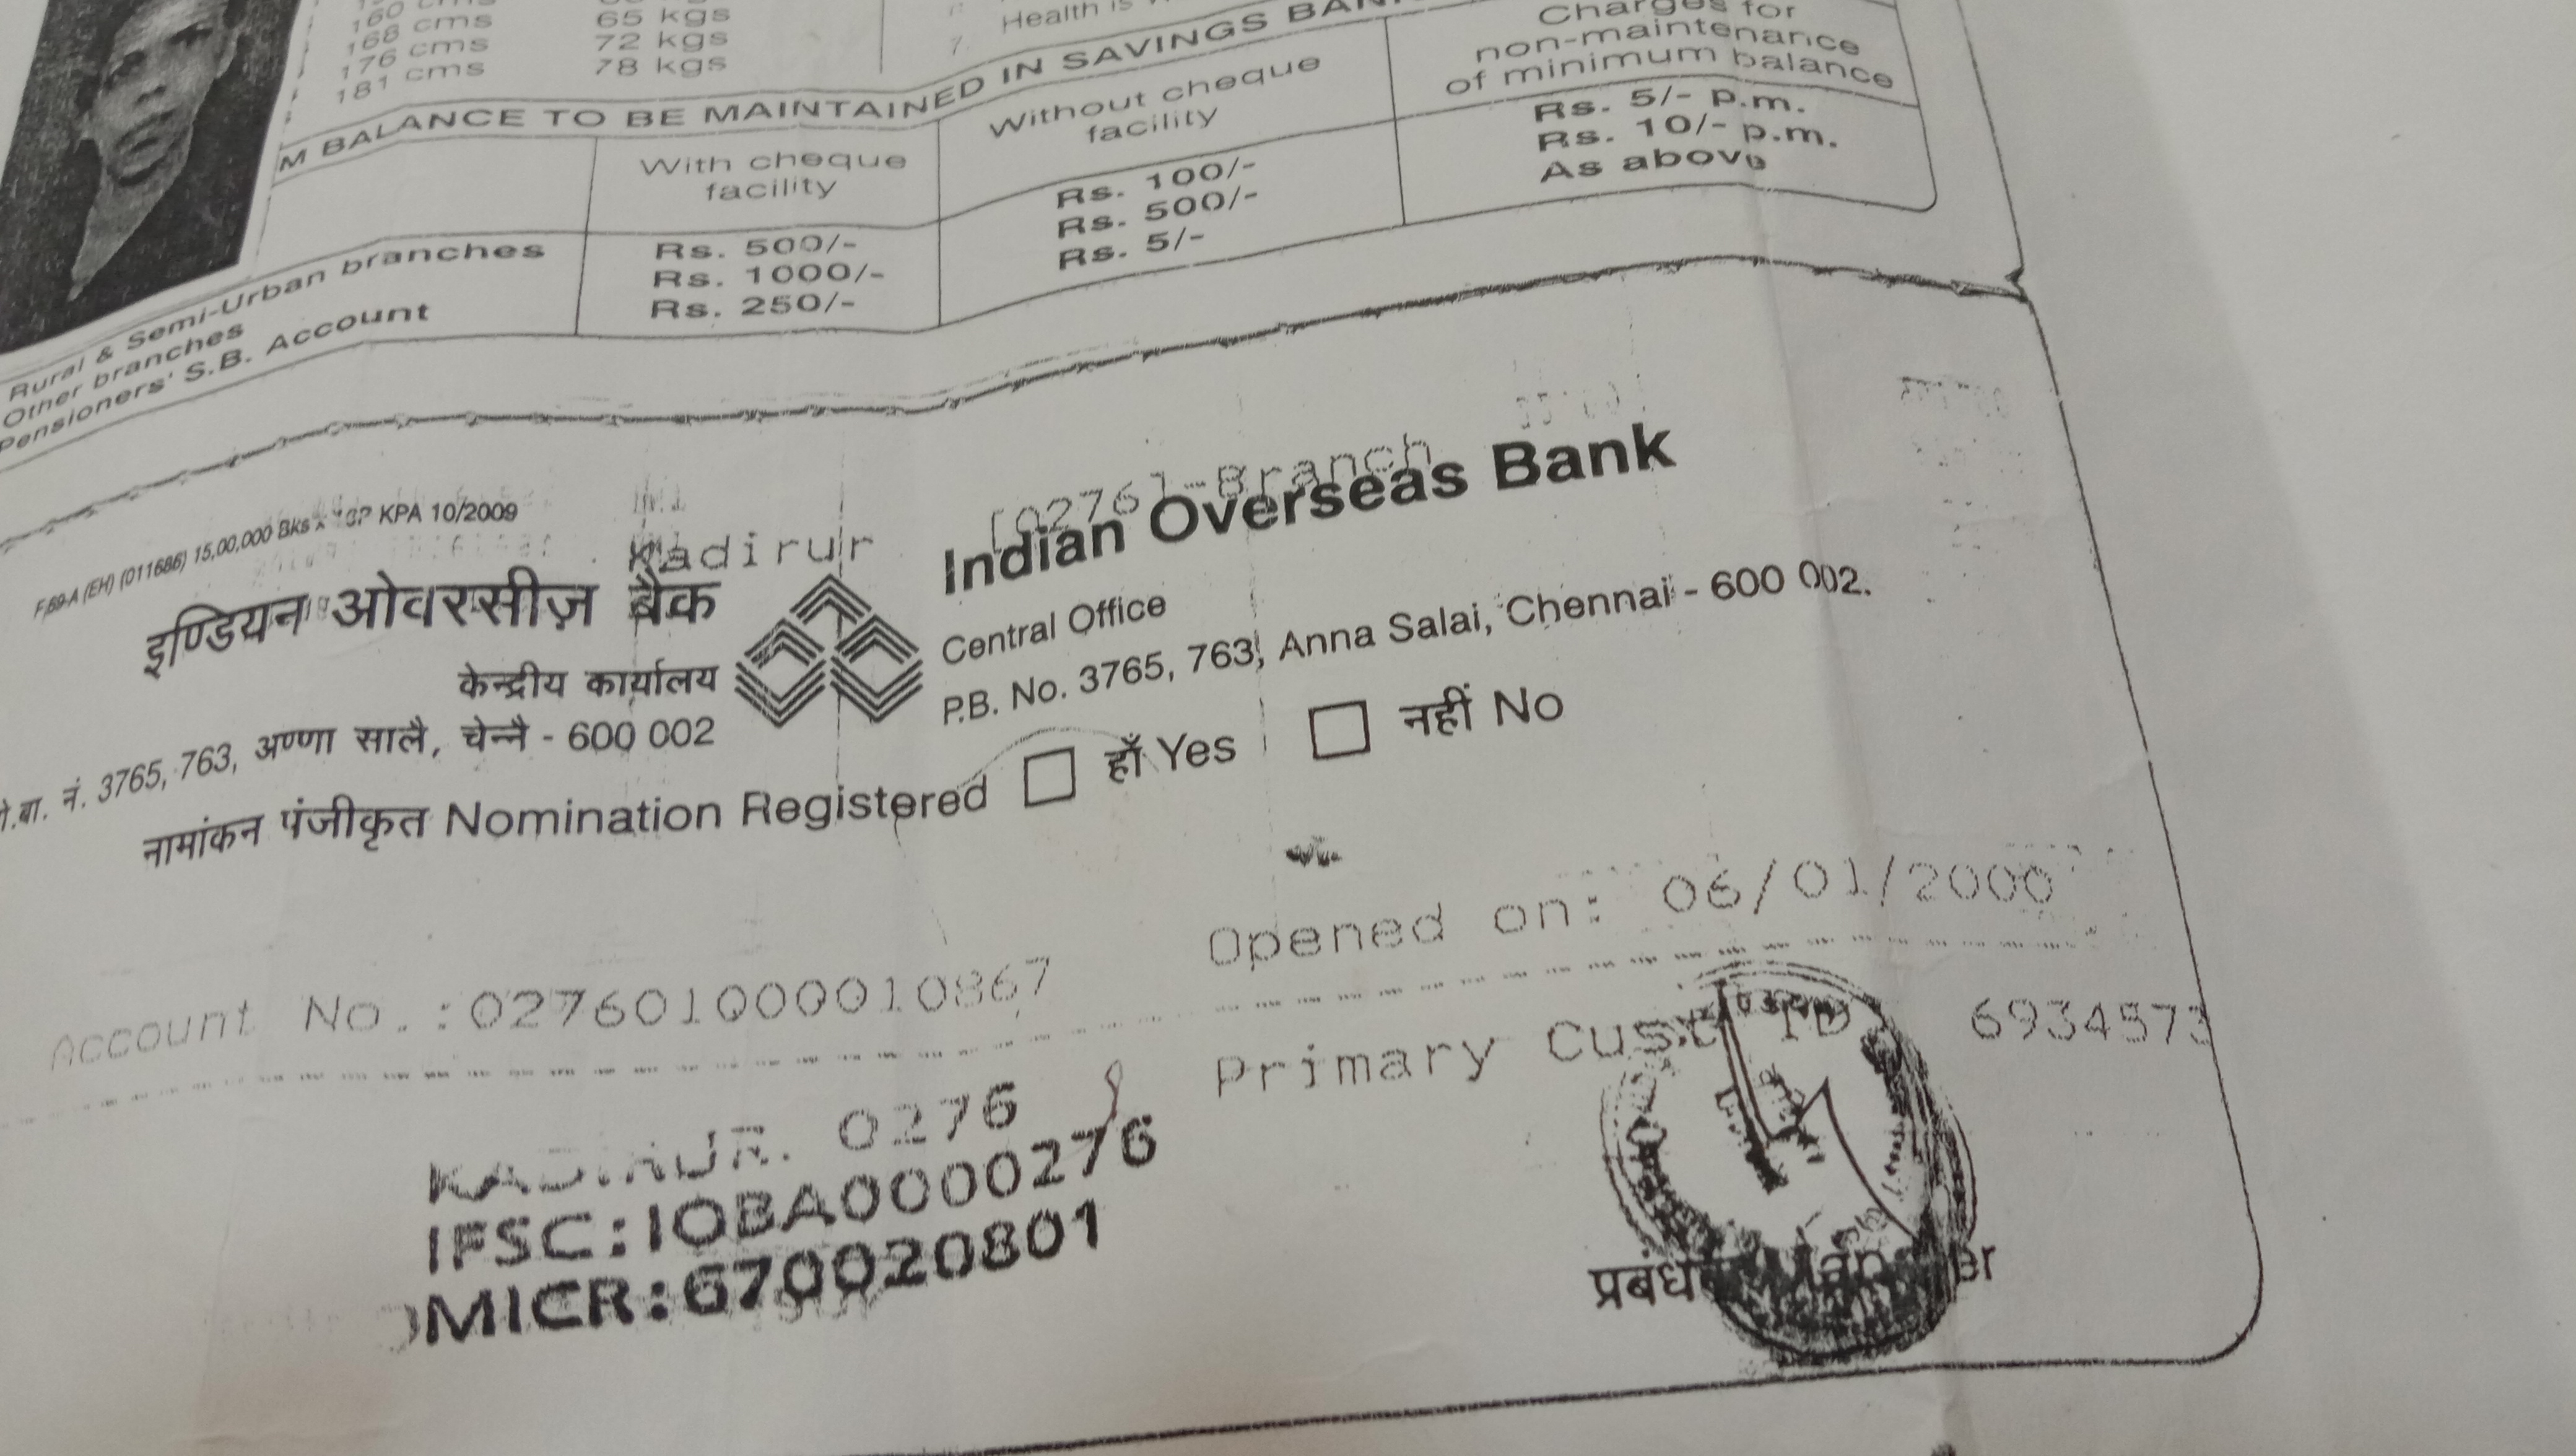 160 cms 65 kgs
168 cms 72 kgs
176 cms 78 kgs
181 cms
7. Health is
M BALANCE TO BE MAINTAINED IN SAVINGS
With cheque facility
Without cheque facility
Charges for
non-maintenance
of minimum balance
Rural & Semi-Urban branches Rs. 500/- Rs. 100/- Rs. 5/- p.m.
Other branches Rs. 1000/- Rs. 500/- Rs. 10/- p.m.
Pensioners' S.B. Account Rs. 250/- Rs. 5/- As above
F.69-A (EH) (011686) 15,00,000 Bks KPA 10/2009
Kadirur [0276]-Branch
इण्डियन ओवरसीज़ बैंक
केन्द्रीय कार्यालय
नं. 3765, 763, अण्णा सालै, चेन्नै - 600 002
Indian Overseas Bank
Central Office
P.B. No. 3765, 763, Anna Salai, Chennai - 600 002.
नामांकन पंजीकृत Nomination Registered हाँ Yes नहीं No
Account No.:027601000010867 Opened on: 06/01/2000
Primary Cust ID 6934573
KADIRUR. 0276
IFSC:IOBA0000276
MICR:670020801
Manager